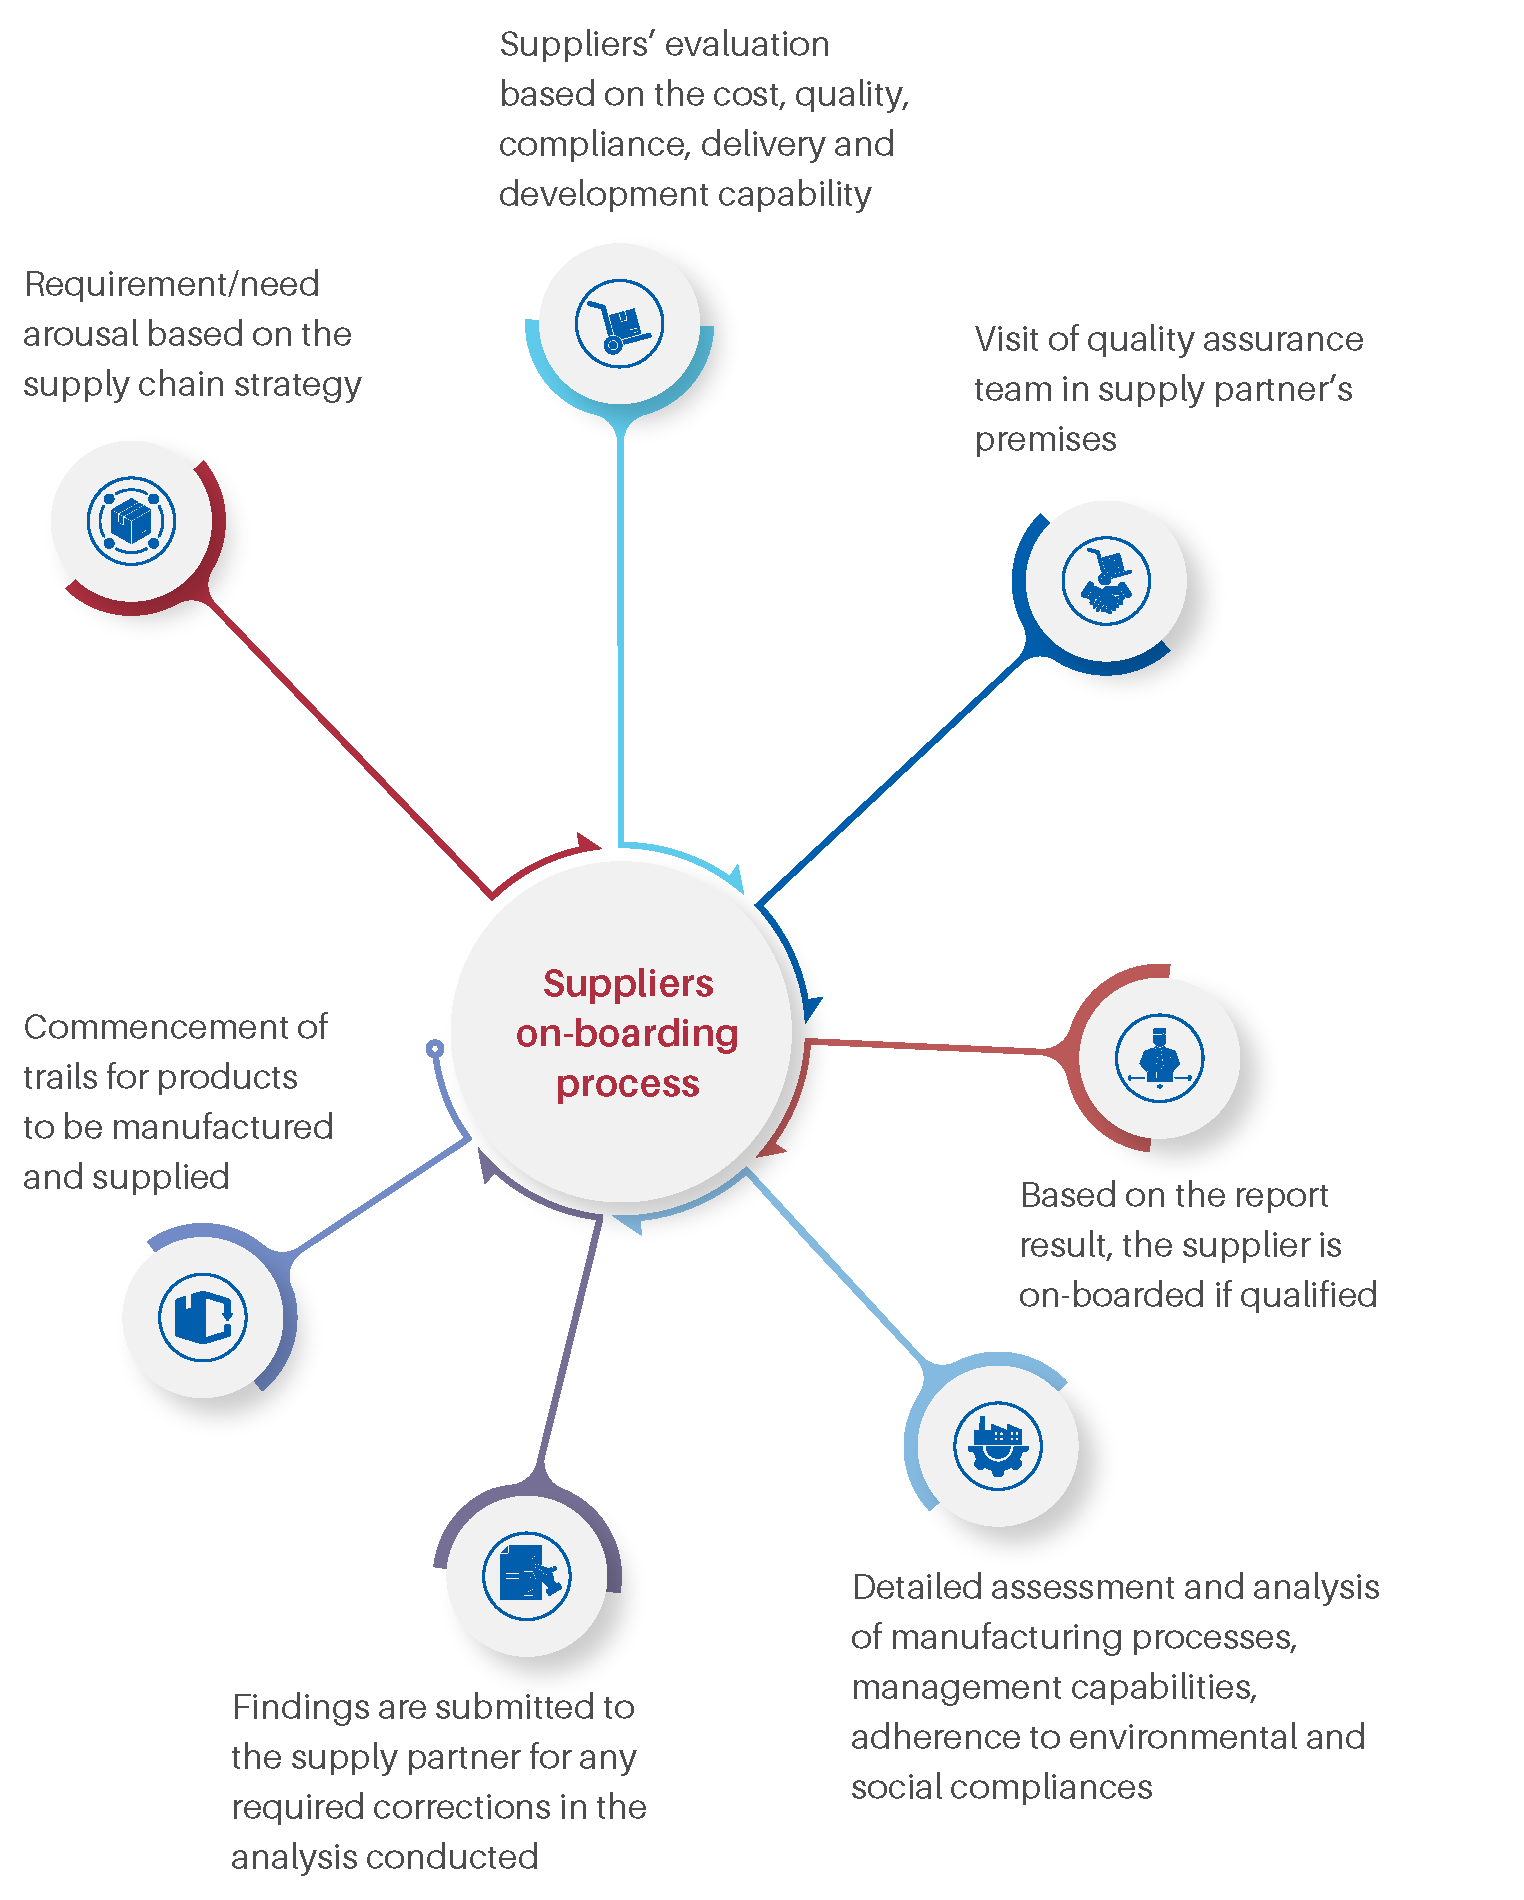 Suppliers’ evaluation
based on the cost, quality,
compliance, delivery and
development capability
Requirement/need
arousal based on the
supply chain strategy
Visit of quality assurance
team in supply partner’s
premises
Suppliers
on-boarding
process
Based on the report
result, the supplier is
on-boarded if qualified
Detailed assessment and analysis
of manufacturing processes,
management capabilities,
adherence to environmental and
social compliances
Findings are submitted to
the supply partner for any
required corrections in the
analysis conducted
Commencement of
trails for products
to be manufactured
and supplied